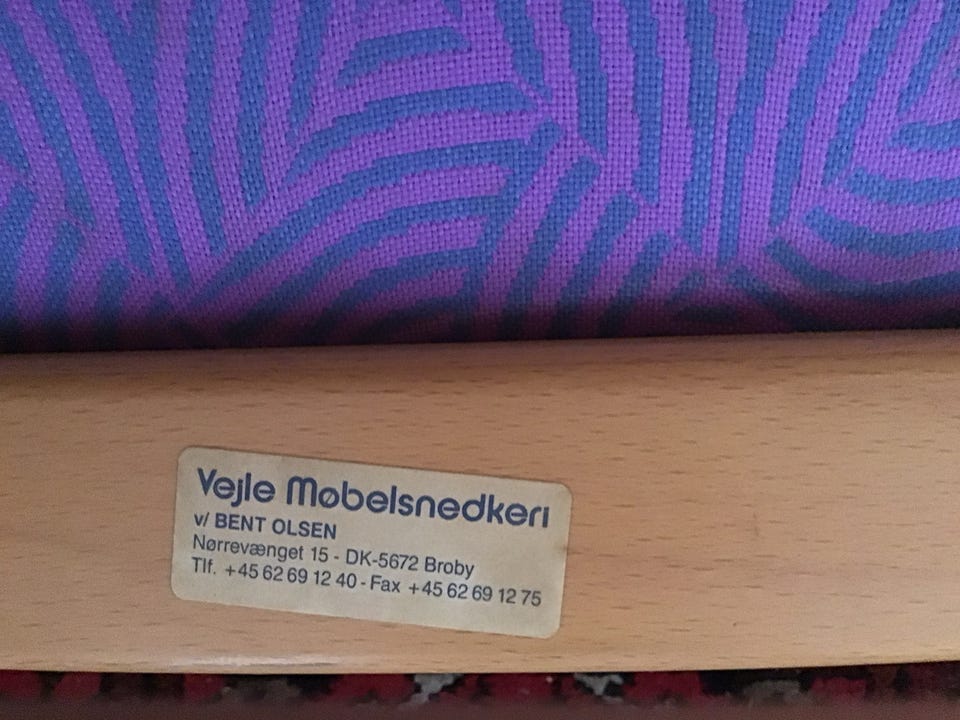 Vejle Møbelsnedkeri
v/ BENT OLSEN
Nørrevænget 15 - DK-5672 Broby
Tlf. +45 62 69 12 40 - Fax +45 62 69 12 75